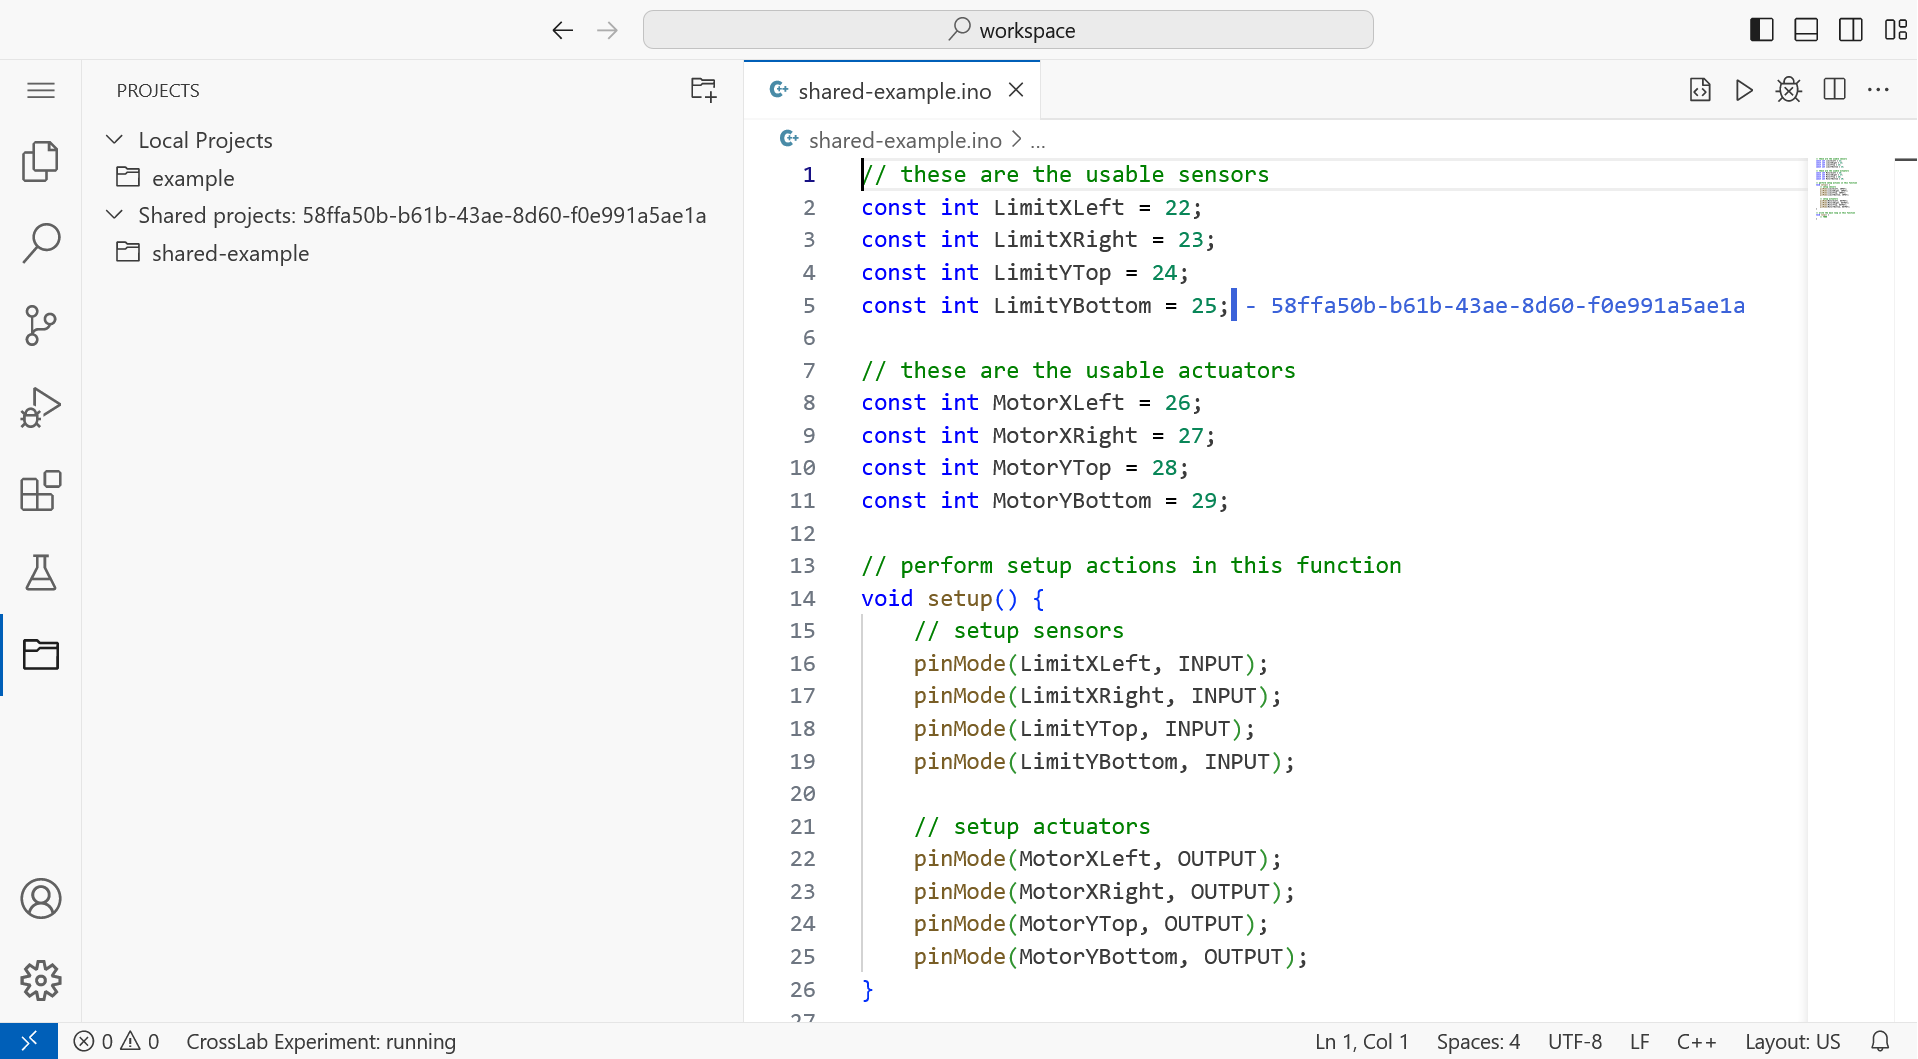 workspace
PROJECTS
Local Projects
example
Shared projects: 58ffa50b-b61b-43ae-8d60-f0e991a5ae1a
shared-example
shared-example.ino
shared-example.ino > ...
1 // these are the usable sensors
2 const int LimitXLeft = 22;
3 const int LimitXRight = 23;
4 const int LimitYTop = 24;
5 const int LimitYBottom = 25; - 58ffa50b-b61b-43ae-8d60-f0e991a5ae1a
6
7 // these are the usable actuators
8 const int MotorXLeft = 26;
9 const int MotorXRight = 27;
10 const int MotorYTop = 28;
11 const int MotorYBottom = 29;
12
13 // perform setup actions in this function
14 void setup() {
15 // setup sensors
16 pinMode(LimitXLeft, INPUT);
17 pinMode(LimitXRight, INPUT);
18 pinMode(LimitYTop, INPUT);
19 pinMode(LimitYBottom, INPUT);
20
21 // setup actuators
22 pinMode(MotorXLeft, OUTPUT);
23 pinMode(MotorXRight, OUTPUT);
24 pinMode(MotorYTop, OUTPUT);
25 pinMode(MotorYBottom, OUTPUT);
26 }
27
0 0 CrossLab Experiment: running
Ln 1, Col 1 Spaces: 4 UTF-8 LF C++ Layout: US